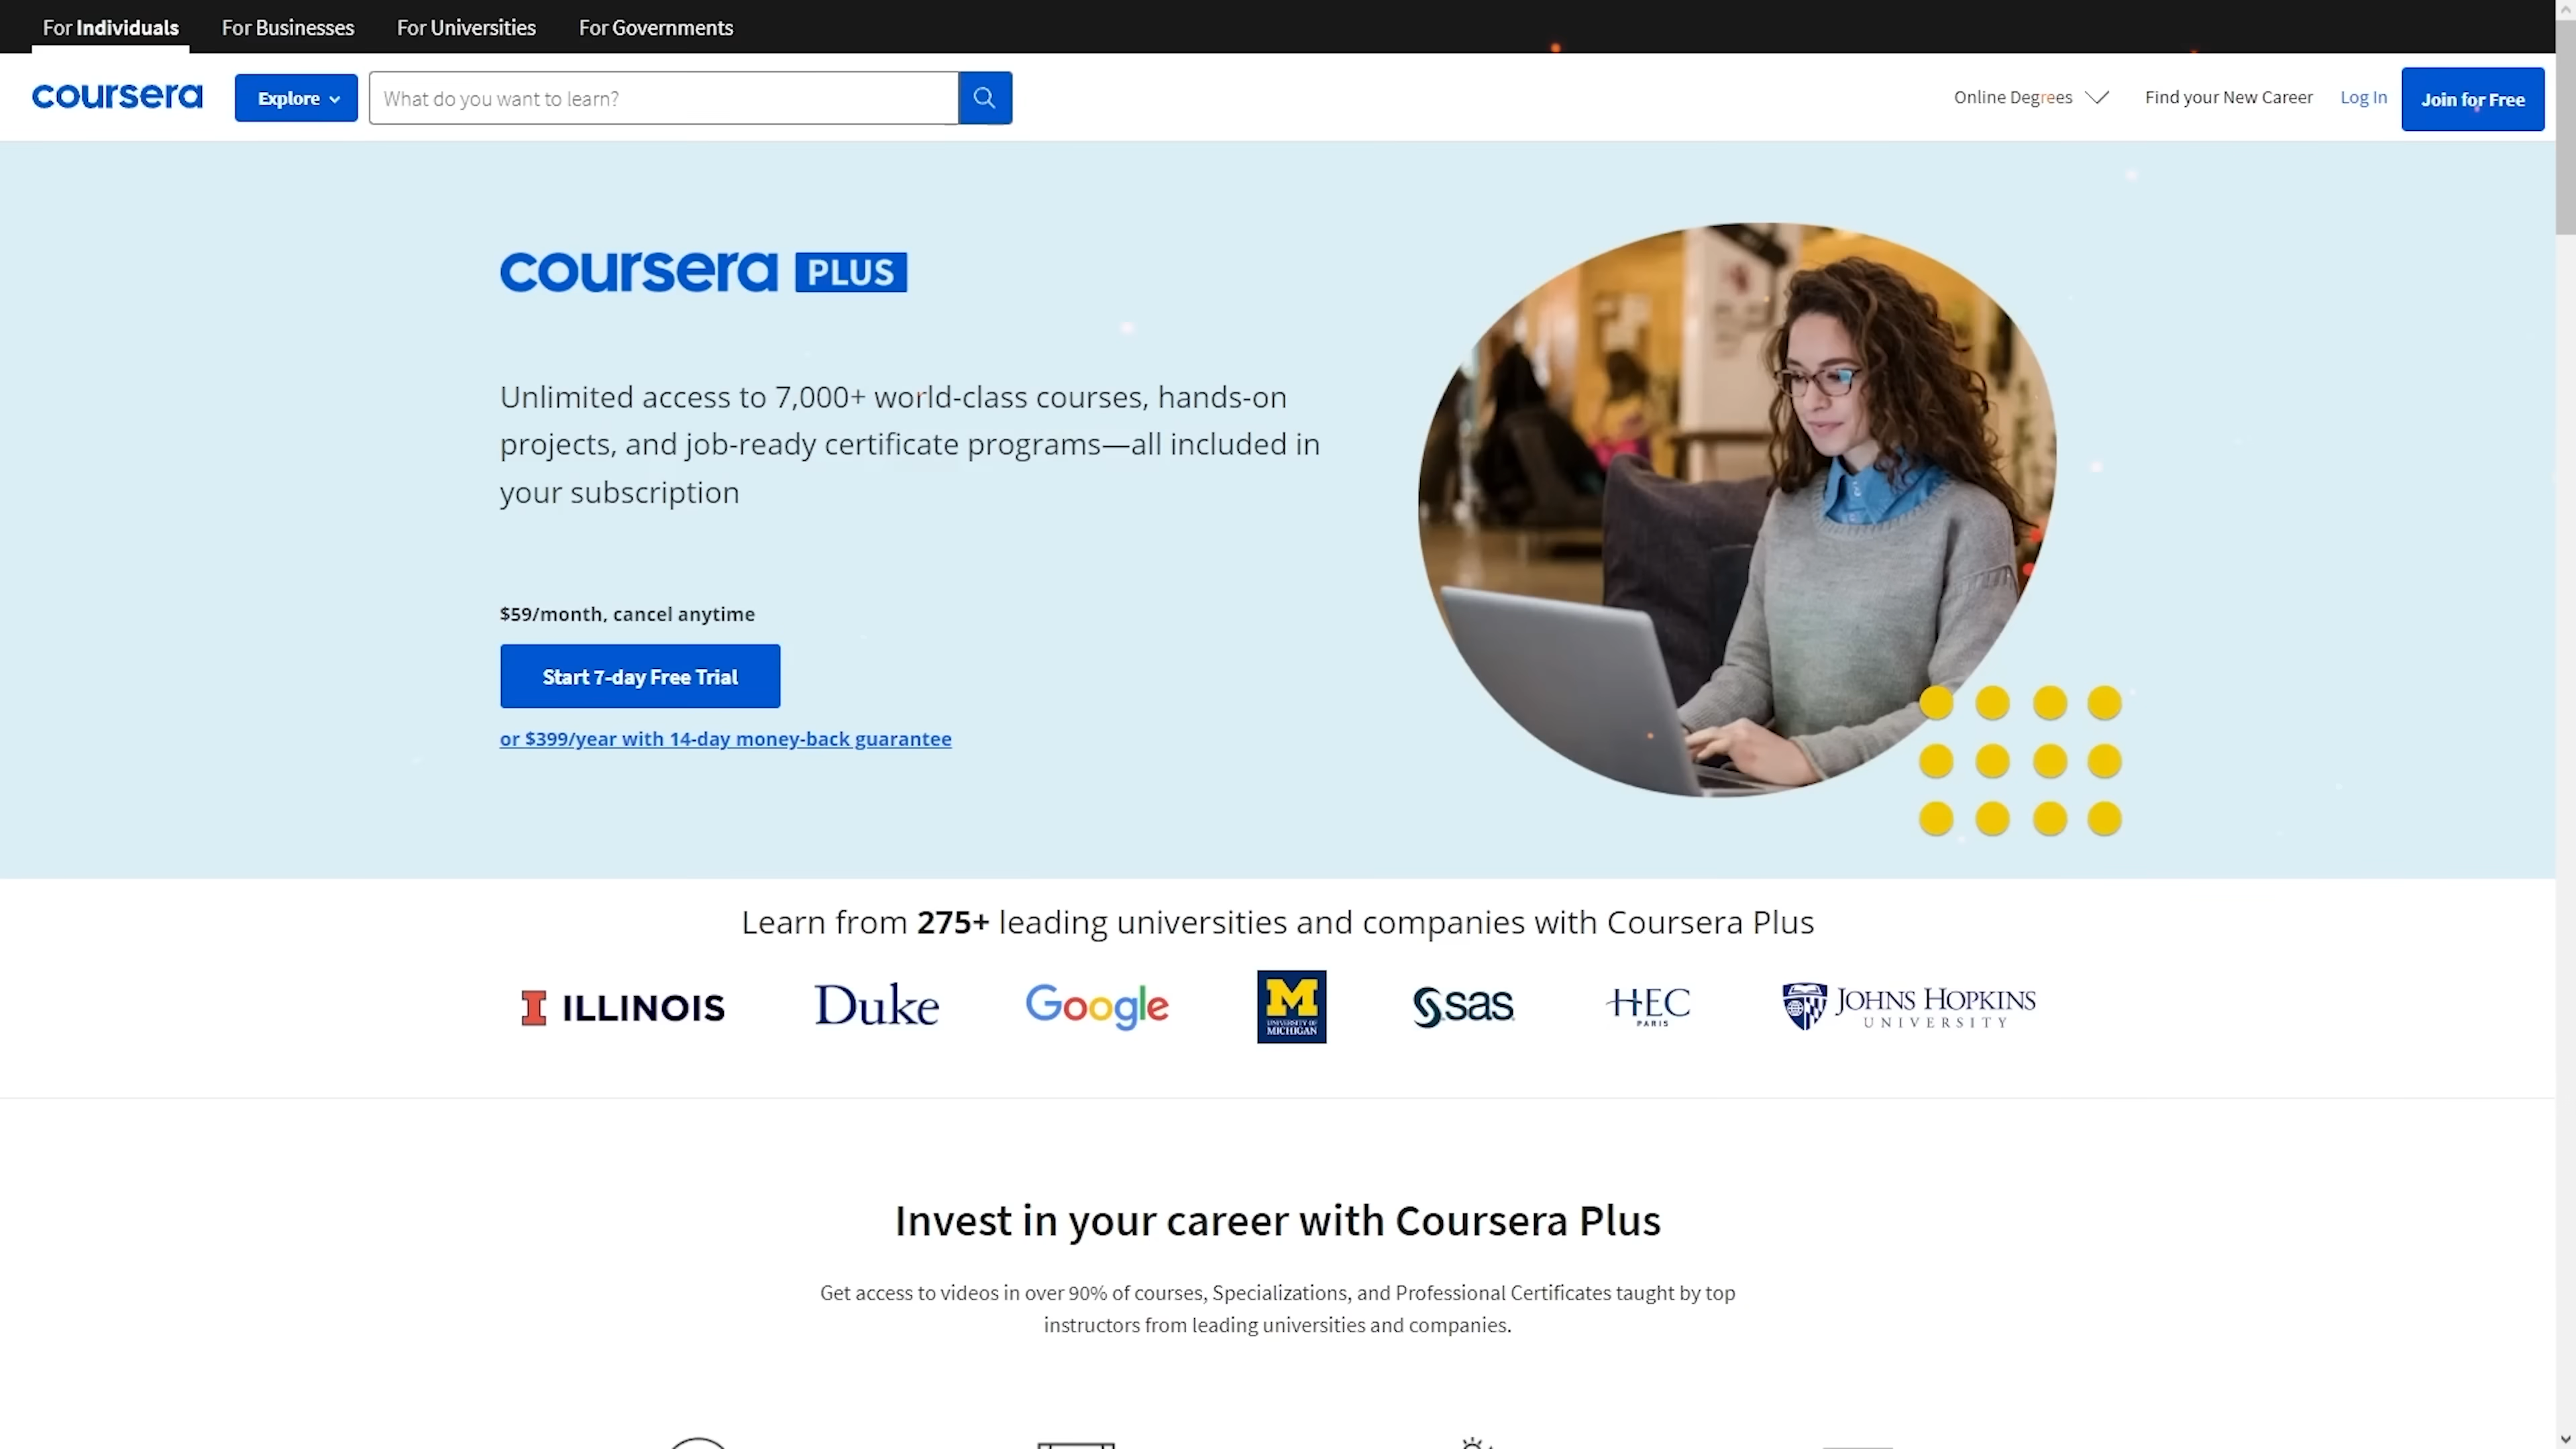 For Individuals For Businesses For Universities For Governments
coursera Explore What do you want to learn? Online Degrees Find your New Career Log In Join for Free
coursera PLUS
Unlimited access to 7,000+ world-class courses, hands-on
projects, and job-ready certificate programs—all included in
your subscription
$59/month, cancel anytime
Start 7-day Free Trial
or $399/year with 14-day money-back guarantee
Learn from 275+ leading universities and companies with Coursera Plus
I ILLINOIS Duke Google M UNIVERSITY OF MICHIGAN sas HEC PARIS JOHNS HOPKINS UNIVERSITY
Invest in your career with Coursera Plus
Get access to videos in over 90% of courses, Specializations, and Professional Certificates taught by top
instructors from leading universities and companies.